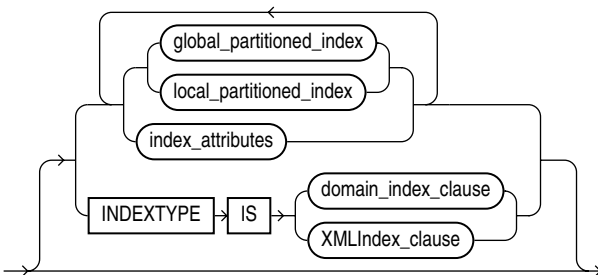 global_partitioned_index
local_partitioned_index
index_attributes
domain_index_clause
INDEXTYPE IS
XMLIndex_clause